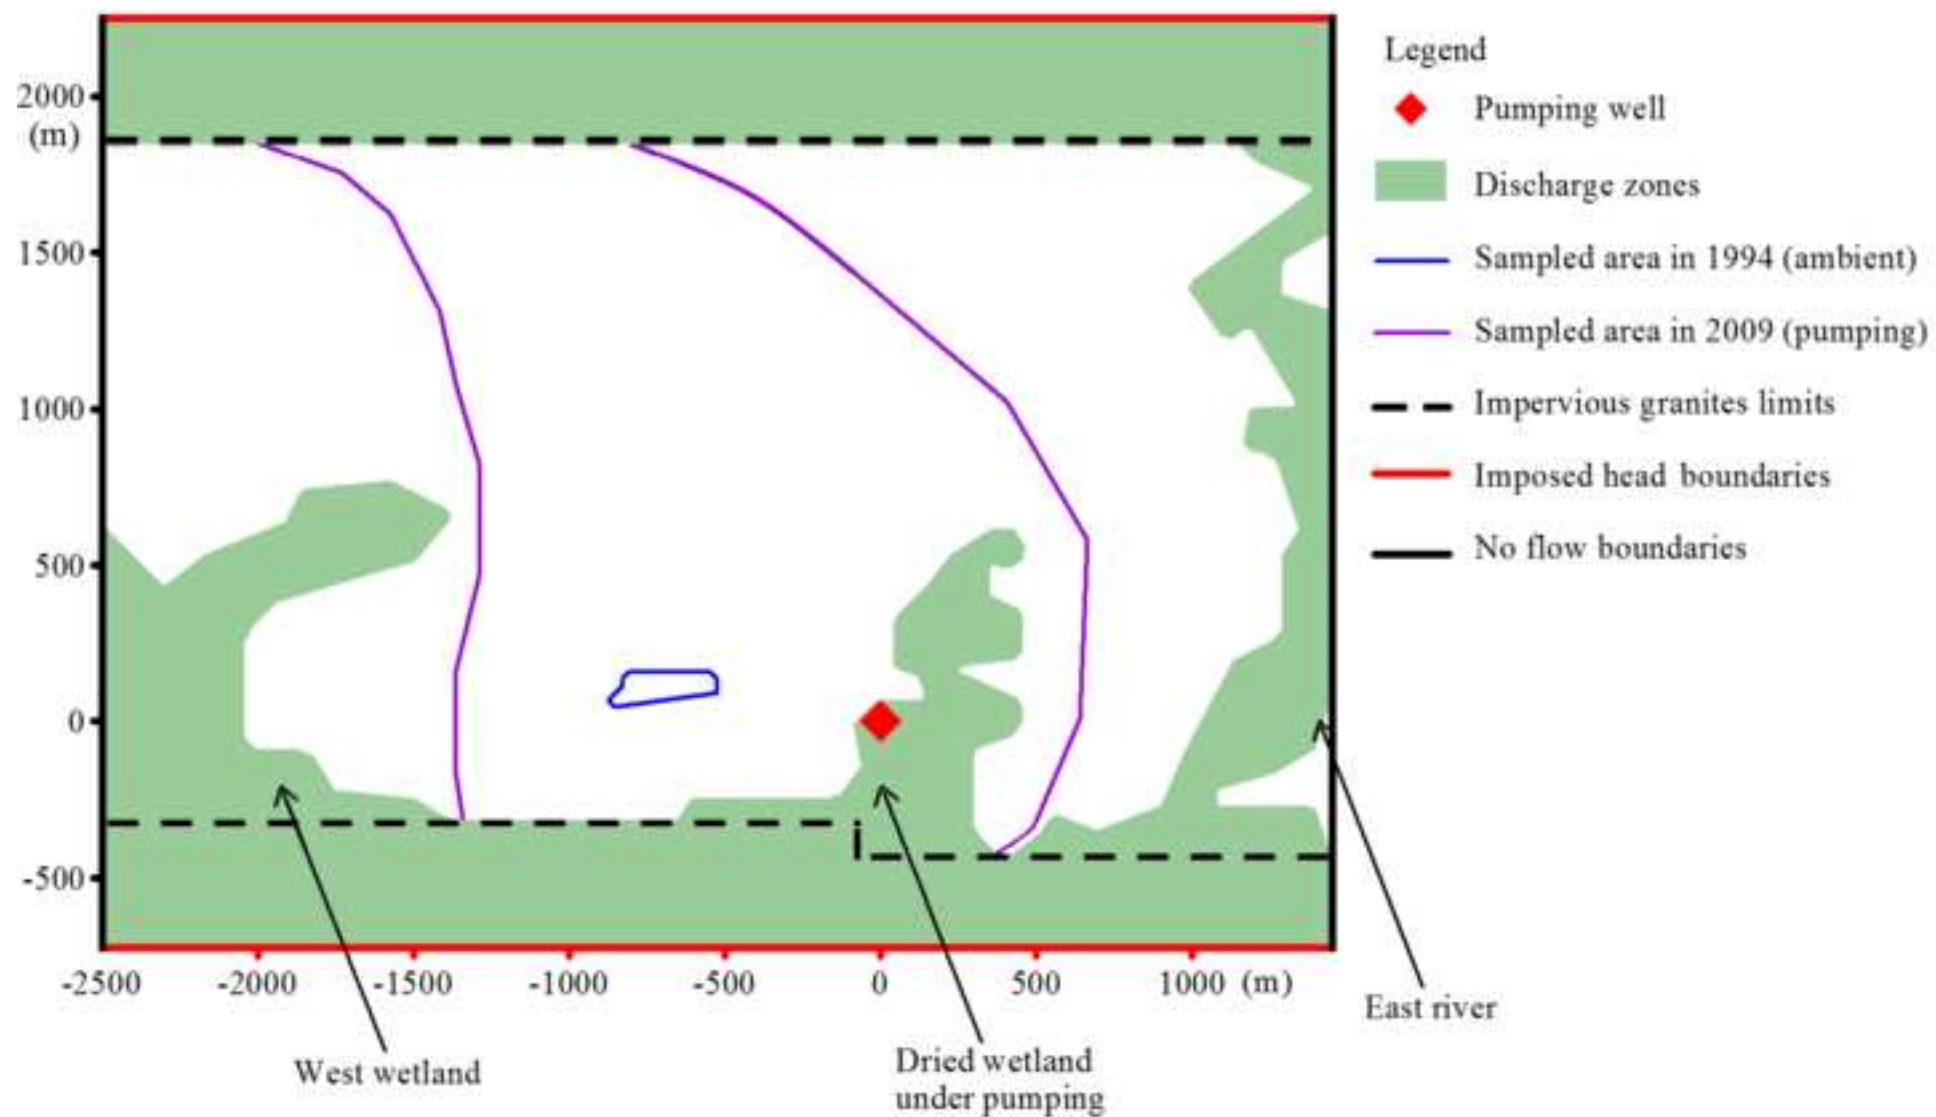 Legend
Pumping well
Discharge zones
Sampled area in 1994 (ambient)
Sampled area in 2009 (pumping)
Impervious granites limits
Imposed head boundaries
No flow boundaries
2000
(m)
1500
1000
500
0
-500
-2500 -2000 -1500 -1000 -500 0 500 1000 (m)
East river
West wetland
Dried wetland
under pumping